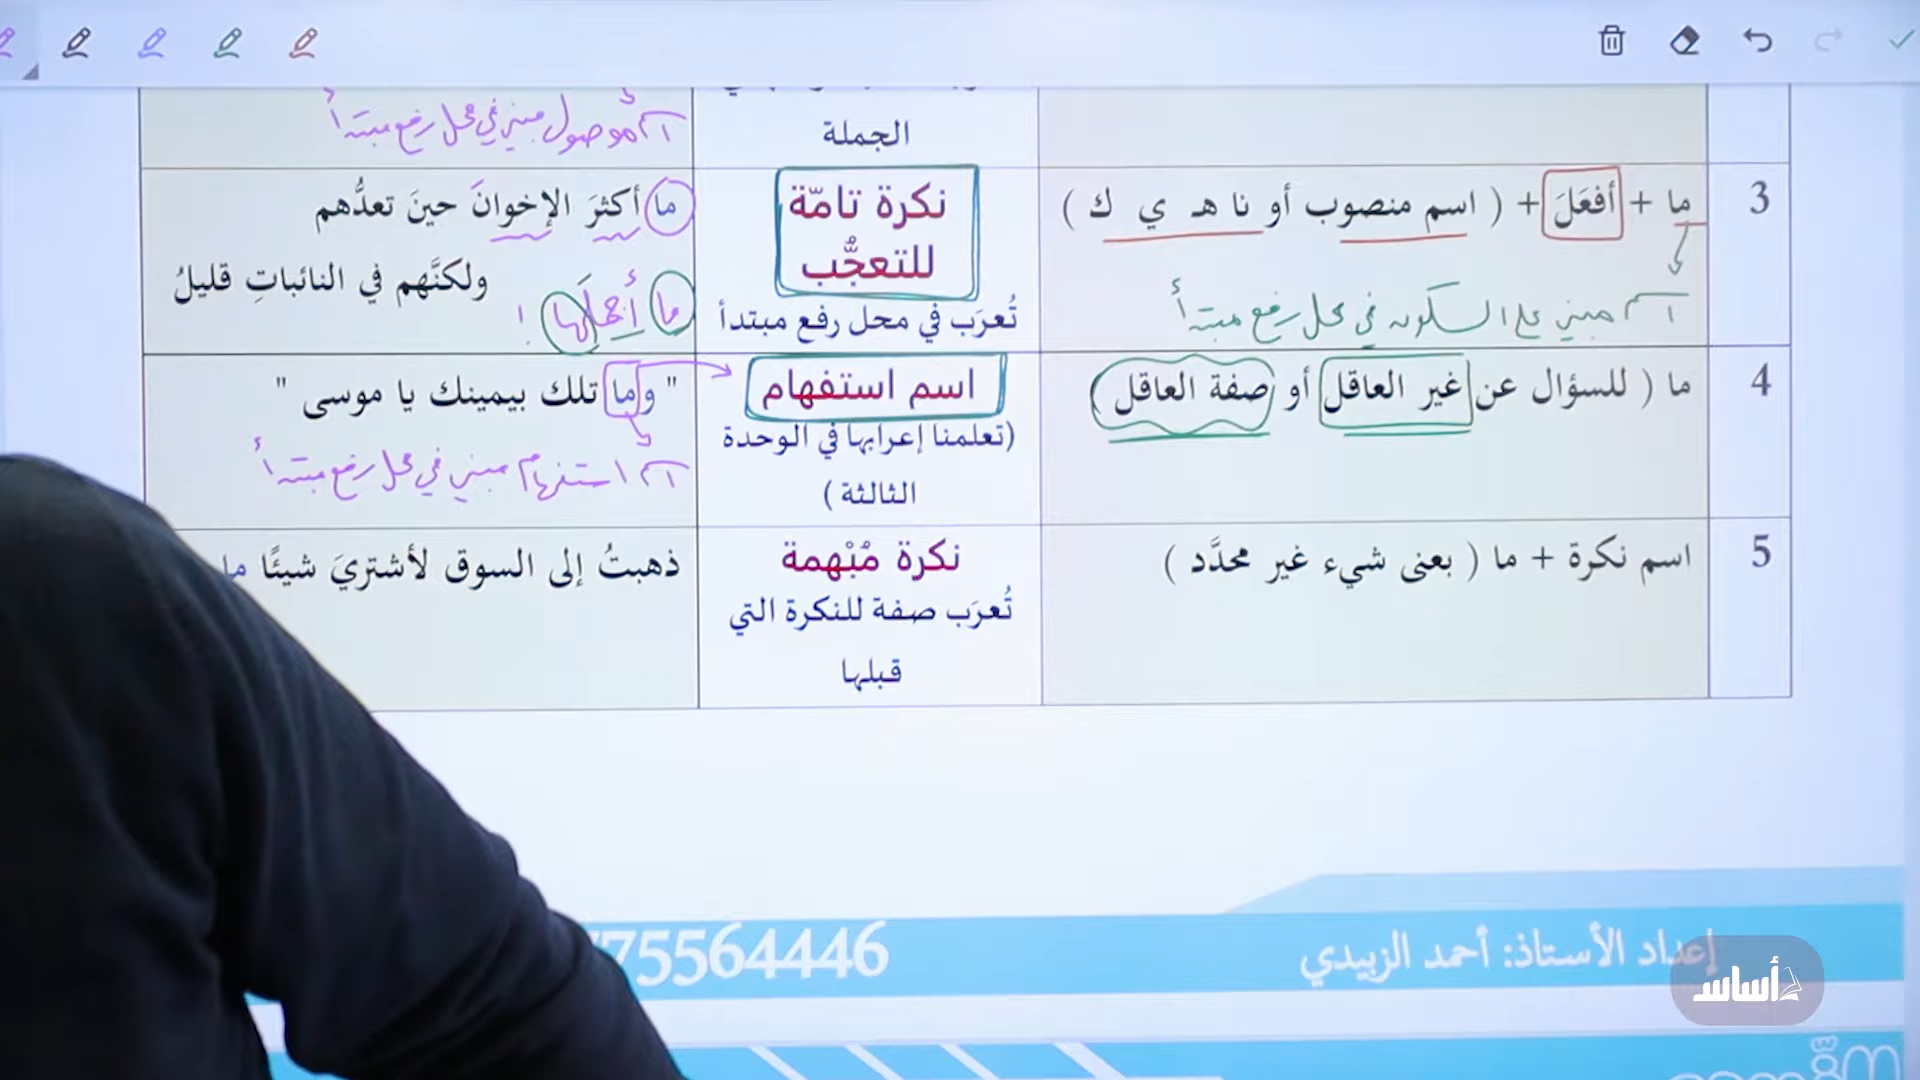 الجملة
اسم موصول مبني في محل رفع مبتدأ
3
ما + أفعَلَ + ( اسم منصوب أو نا هـ ي ك )
اسم مبني على السكون في محل رفع مبتدأ
نكرة تامّة
للتعجُّب
تُعرَب في محل رفع مبتدأ
ما أكثرَ الإخوانَ حينَ تعدُّهم
ولكنَّهم في النائباتِ قليلُ
ما أجملَها !
4
ما ( للسؤال عن غير العاقل أو صفة العاقل )
اسم استفهام
(تعلمنا إعرابها في الوحدة
الثالثة )
" وما تلك بيمينك يا موسى "
اسم استفهام مبني في محل رفع مبتدأ
5
اسم نكرة + ما ( بمعنى شيء غير محدَّد )
نكرة مُبْهمة
تُعرَب صفة للنكرة التي
قبلها
ذهبتُ إلى السوق لأشتريَ شيئًا ما
إعداد الأستاذ: أحمد الزبيدي
775564446
أساس